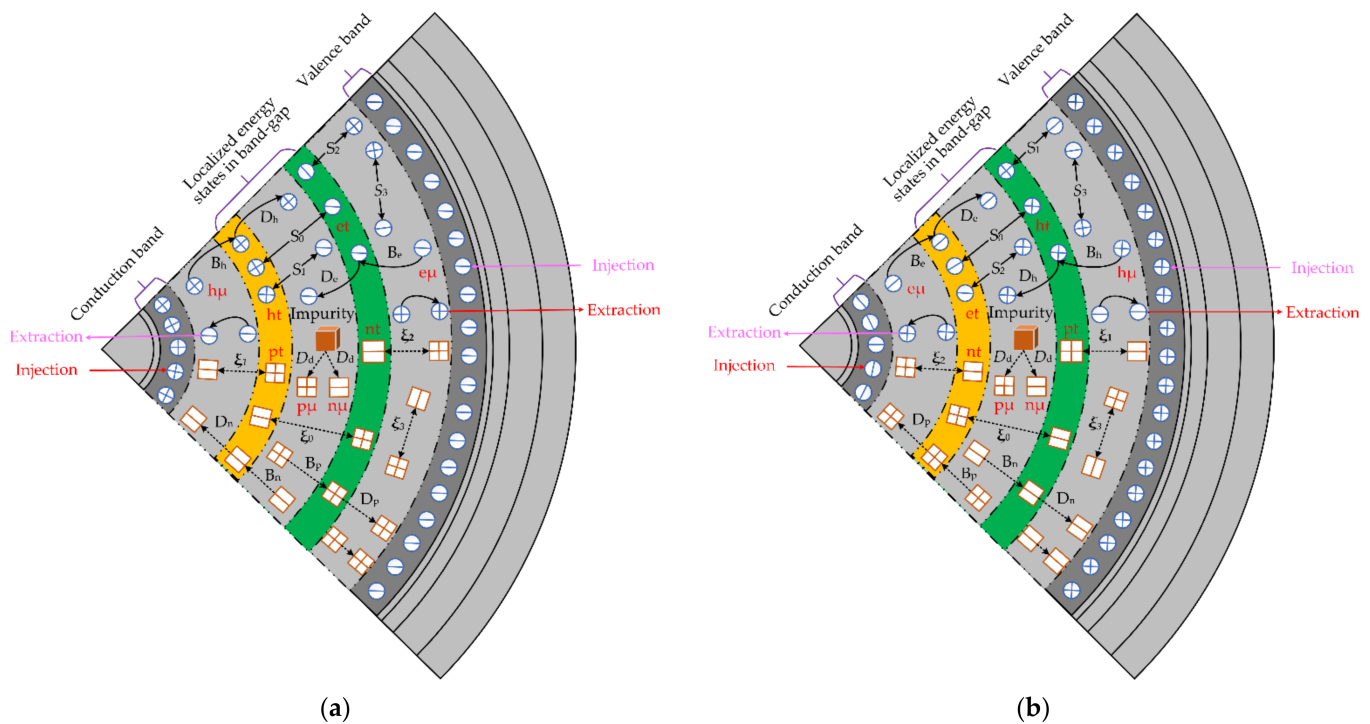 (a)
Valence band
Localized energy
states in band-gap
Conduction band
S₂
Dₕ
S₃
et
S₀
Bₕ
S₁
Bₑ
Dₑ
hμ
eμ
Injection
ht
Impurity
Extraction
Extraction
nt
ξ₂
pt
ξ₁
D_d D_d
Injection
pμ nμ
Dₙ
ξ₃
ξ₀
Bₚ
Bₙ
Dₚ
(b)
Valence band
Localized energy
states in band-gap
Conduction band
S₁
Dₑ
S₃
ht
S₀
Bₑ
S₂
Bₕ
Dₕ
eμ
hμ
Injection
et
Impurity
Extraction
Extraction
pt
ξ₁
nt
ξ₂
D_d D_d
Injection
pμ nμ
Dₚ
ξ₃
ξ₀
Bₙ
Bₚ
Dₙ